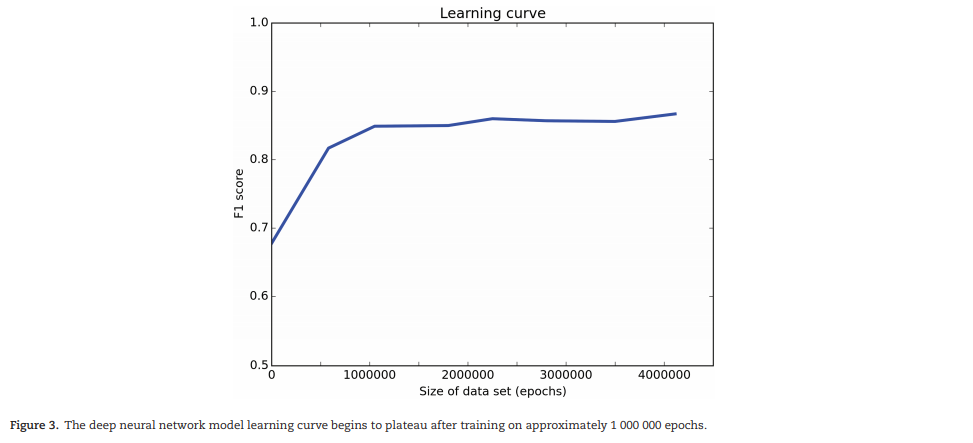 Learning curve
1.0
0.9
0.8
0.7
0.6
0.5
F1 score
0
1000000
2000000
3000000
4000000
Size of data set (epochs)
Figure 3. The deep neural network model learning curve begins to plateau after training on approximately 1 000 000 epochs.